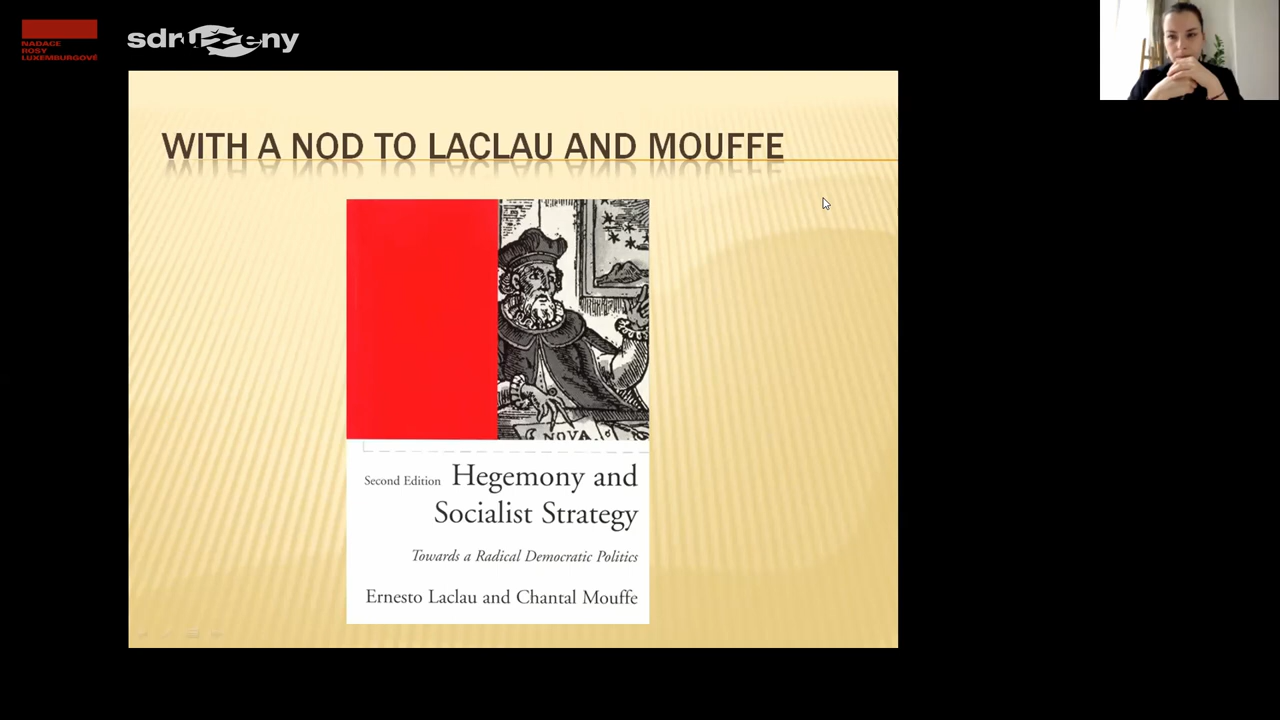 NADACE
ROSY
LUXEMBURGOVÉ
sdruženy
WITH A NOD TO LACLAU AND MOUFFE
NOVA.
Second Edition Hegemony and
Socialist Strategy
Towards a Radical Democratic Politics
Ernesto Laclau and Chantal Mouffe